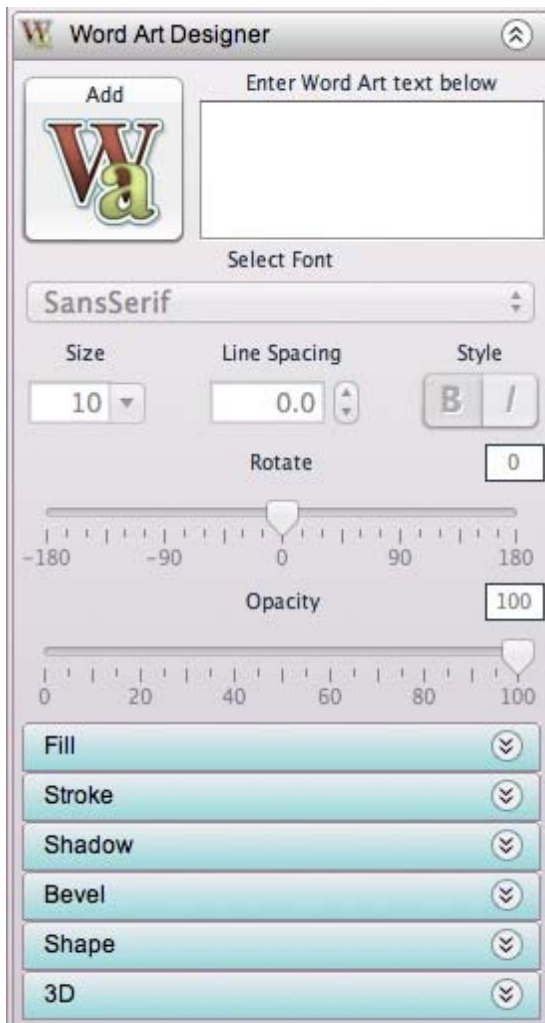 Word Art Designer
Add
Wa
Enter Word Art text below
Select Font
SansSerif
Size Line Spacing Style
10 0.0 B I
Rotate 0
-180 -90 0 90 180
Opacity 100
0 20 40 60 80 100
Fill
Stroke
Shadow
Bevel
Shape
3D